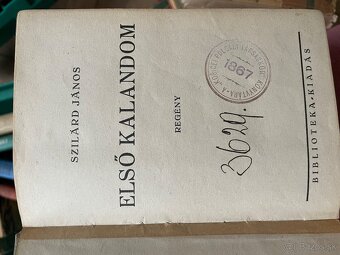 SZILÁRD JÁNOS
ELSŐ KALANDOM
REGÉNY
1867
3629.
BIBLIOTEKA-KIADÁS